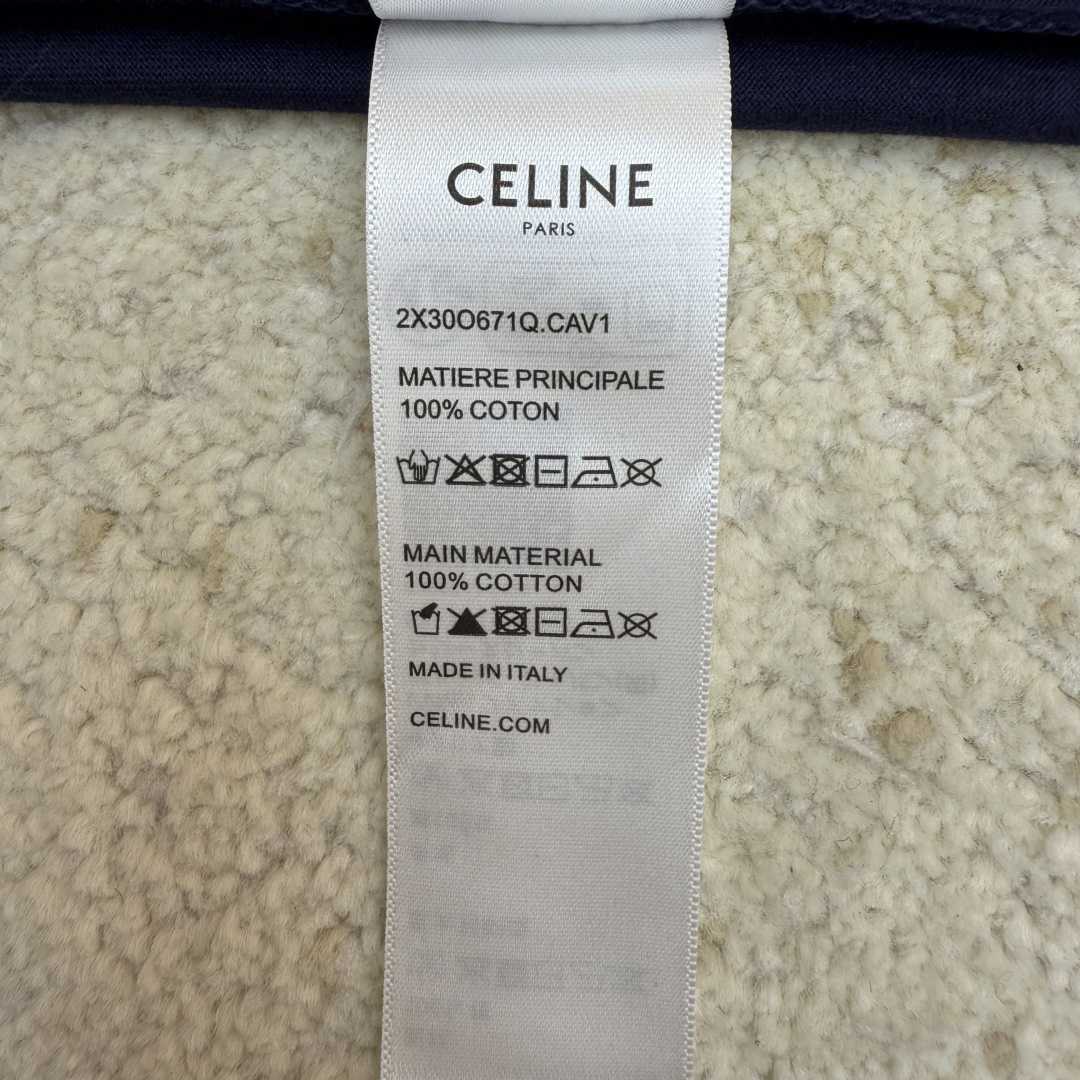 CELINE
PARIS
2X30O671Q.CAV1
MATIERE PRINCIPALE
100% COTON
MAIN MATERIAL
100% COTTON
MADE IN ITALY
CELINE.COM